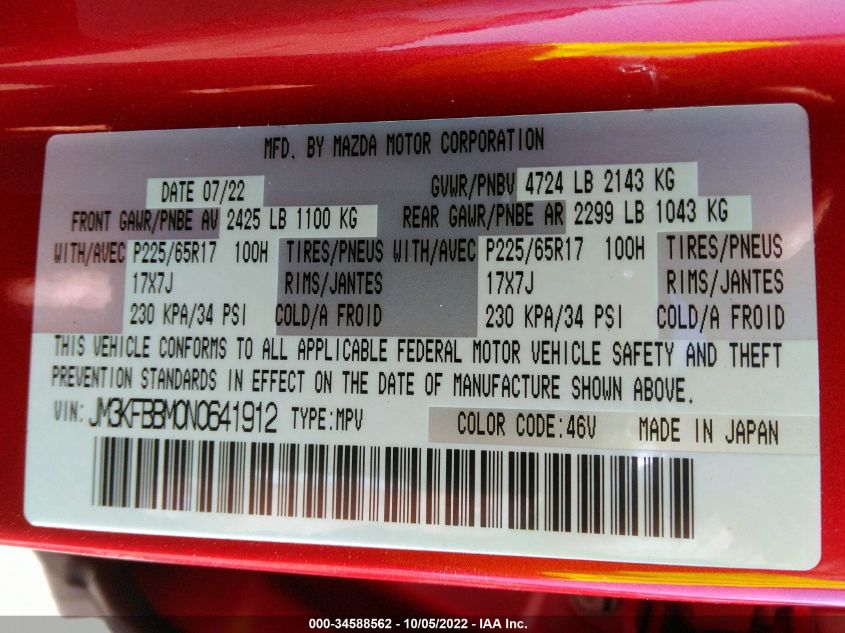 MFD. BY MAZDA MOTOR CORPORATION
DATE 07/22 GVWR/PNBV 4724 LB 2143 KG
FRONT GAWR/PNBE AV 2425 LB 1100 KG REAR GAWR/PNBE AR 2299 LB 1043 KG
WITH/AVEC P225/65R17 100H TIRES/PNEUS WITH/AVEC P225/65R17 100H TIRES/PNEUS
17X7J RIMS/JANTES 17X7J RIMS/JANTES
230 KPA/34 PSI COLD/A FROID 230 KPA/34 PSI COLD/A FROID
THIS VEHICLE CONFORMS TO ALL APPLICABLE FEDERAL MOTOR VEHICLE SAFETY AND THEFT
PREVENTION STANDARDS IN EFFECT ON THE DATE OF MANUFACTURE SHOWN ABOVE.
VIN: JM3KFBBM0N0641912 TYPE:MPV COLOR CODE:46V MADE IN JAPAN
000-34588562 - 10/05/2022 - IAA Inc.